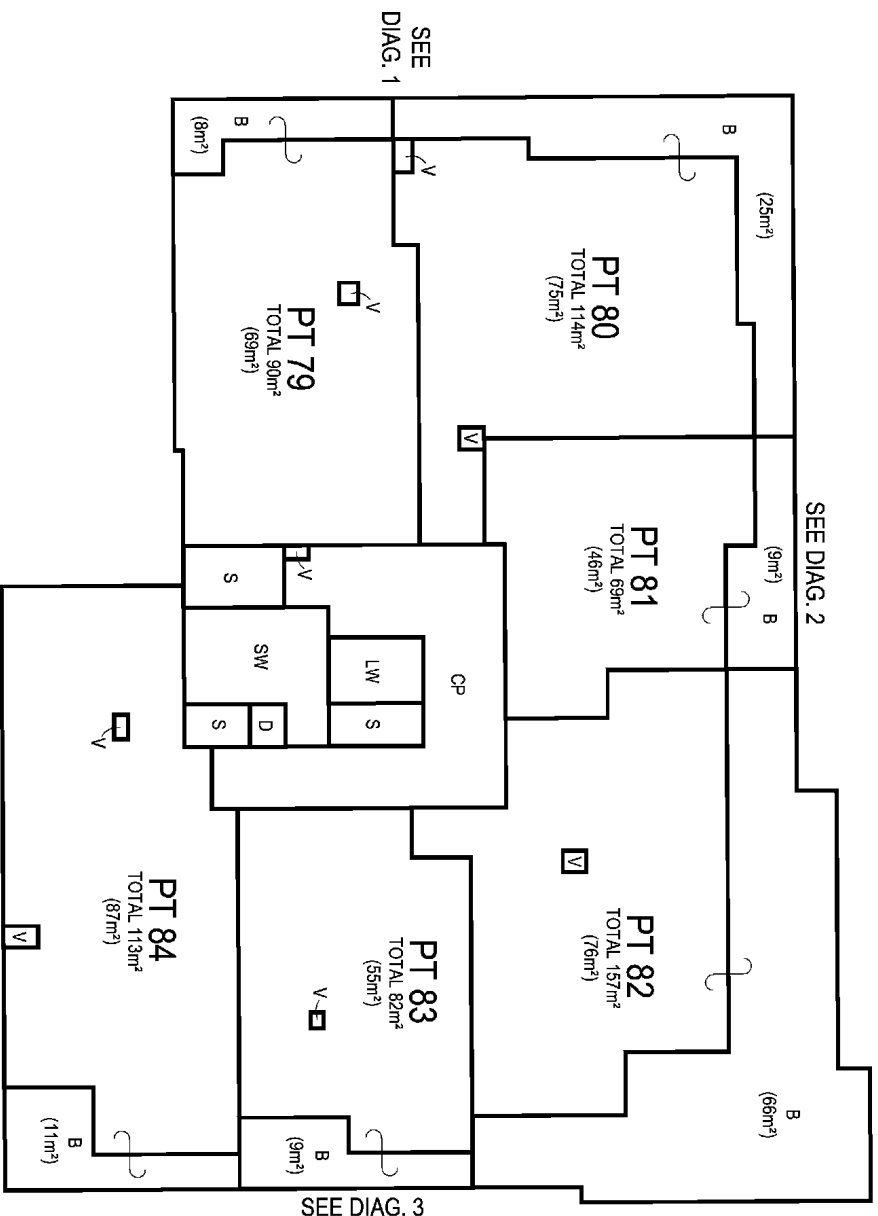 SEE
DIAG. 1
B
(8m²)
B
(25m²)
V
PT 80
TOTAL 114m²
(75m²)
V
PT 79
TOTAL 90m²
(69m²)
V
SEE DIAG. 2
PT 81
TOTAL 69m²
(46m²)
(9m²)
B
V
S
CP
SW
LW
S
S
D
V
V
PT 82
TOTAL 157m²
(76m²)
PT 83
TOTAL 82m²
(55m²)
V
PT 84
TOTAL 113m²
(87m²)
V
B
(66m²)
B
(9m²)
B
(11m²)
SEE DIAG. 3